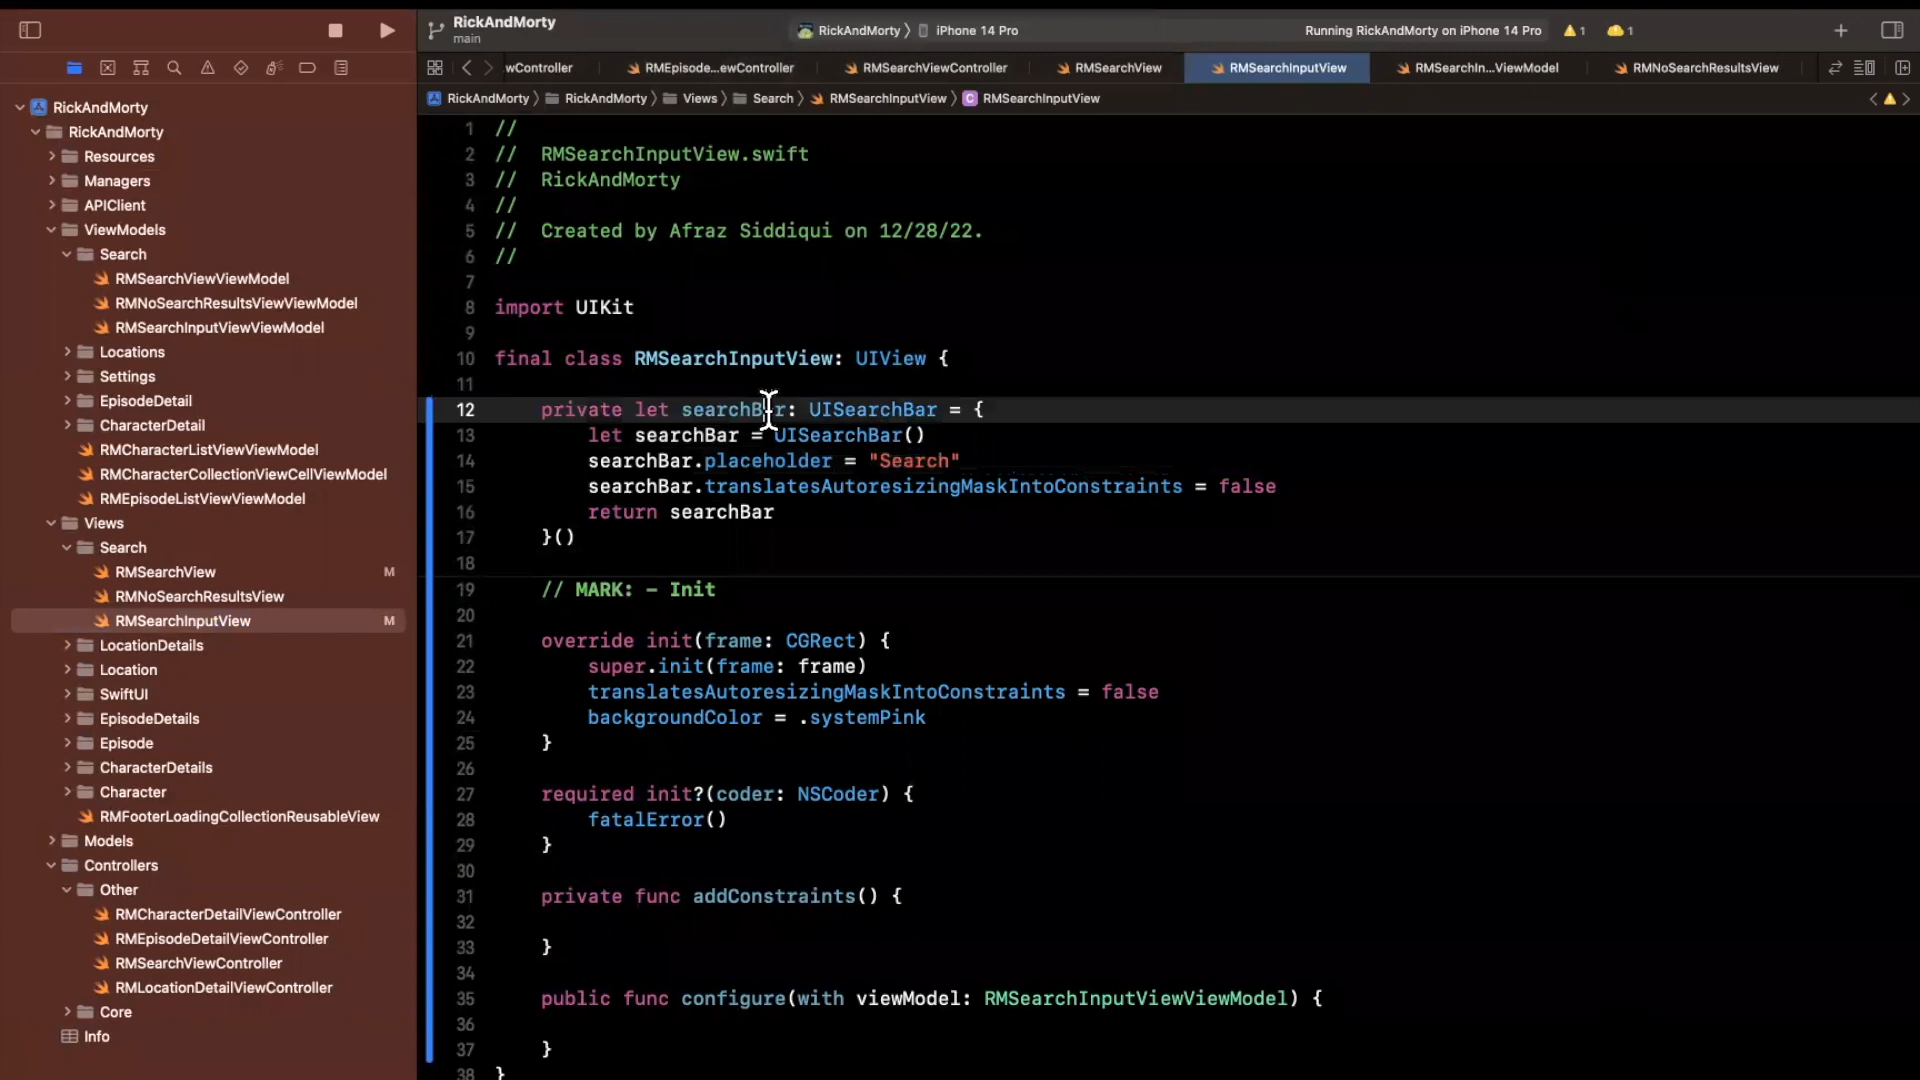 RickAndMorty
main
RickAndMorty
iPhone 14 Pro
Running RickAndMorty on iPhone 14 Pro
1
1
wController
RMEpisode...ewController
RMSearchViewController
RMSearchView
RMSearchInputView
RMSearchIn...ViewModel
RMNoSearchResultsView
RickAndMorty
RickAndMorty
Views
Search
RMSearchInputView
C
RMSearchInputView
RickAndMorty
RickAndMorty
Resources
Managers
APIClient
ViewModels
Search
RMSearchViewViewModel
RMNoSearchResultsViewViewModel
RMSearchInputViewViewModel
Locations
Settings
EpisodeDetail
CharacterDetail
RMCharacterListViewViewModel
RMCharacterCollectionViewCellViewModel
RMEpisodeListViewViewModel
Views
Search
RMSearchView M
RMNoSearchResultsView
RMSearchInputView M
LocationDetails
Location
SwiftUI
EpisodeDetails
Episode
CharacterDetails
Character
RMFooterLoadingCollectionReusableView
Models
Controllers
Other
RMCharacterDetailViewController
RMEpisodeDetailViewController
RMSearchViewController
RMLocationDetailViewController
Core
Info
1 //
2 //  RMSearchInputView.swift
3 //  RickAndMorty
4 //
5 //  Created by Afraz Siddiqui on 12/28/22.
6 //
7
8 import UIKit
9
10 final class RMSearchInputView: UIView {
11
12     private let searchBar: UISearchBar = {
13         let searchBar = UISearchBar()
14         searchBar.placeholder = "Search"
15         searchBar.translatesAutoresizingMaskIntoConstraints = false
16         return searchBar
17     }()
18
19     // MARK: - Init
20
21     override init(frame: CGRect) {
22         super.init(frame: frame)
23         translatesAutoresizingMaskIntoConstraints = false
24         backgroundColor = .systemPink
25     }
26
27     required init?(coder: NSCoder) {
28         fatalError()
29     }
30
31     private func addConstraints() {
32
33     }
34
35     public func configure(with viewModel: RMSearchInputViewViewModel) {
36
37     }
38 }